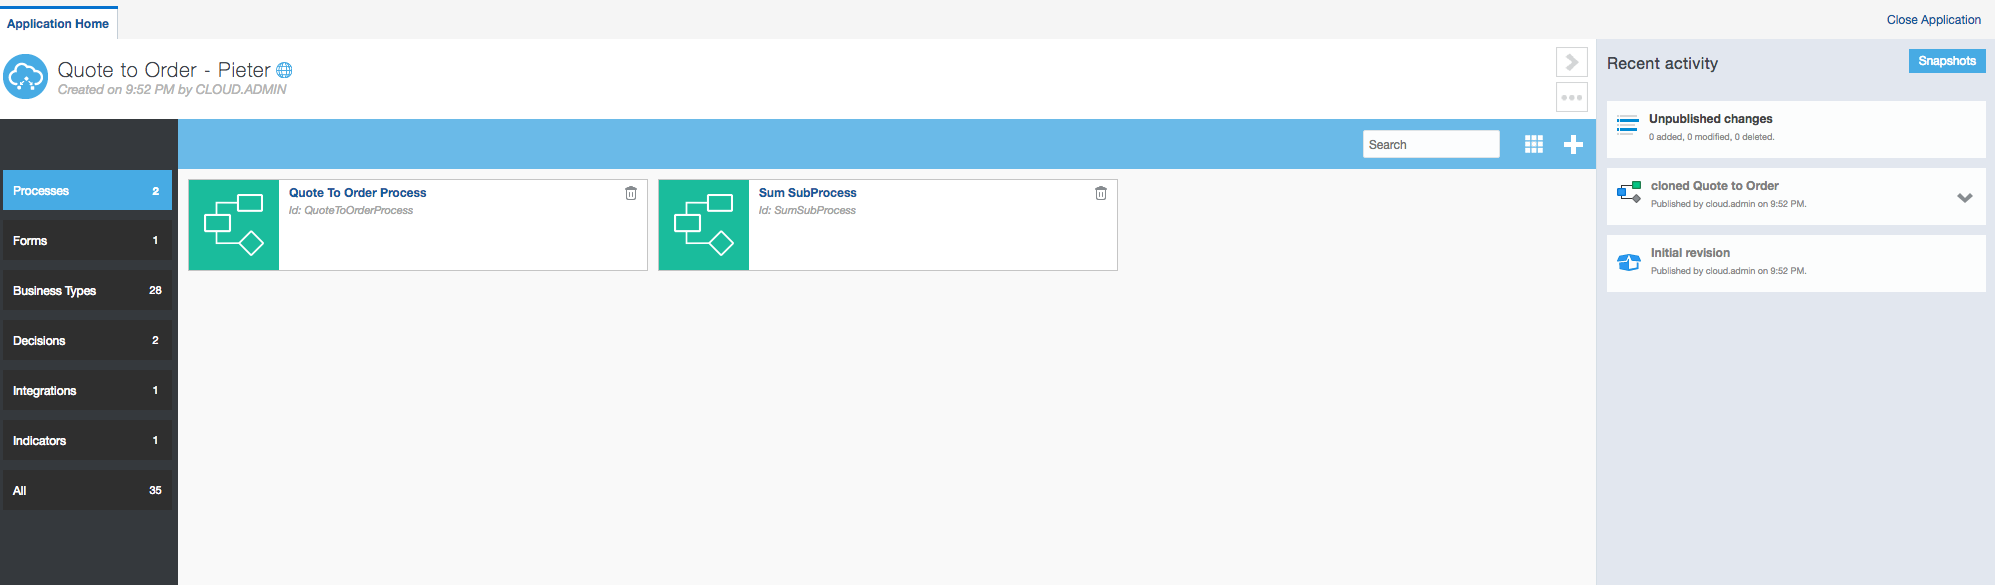 Application Home
Close Application
Quote to Order - Pieter
Created on 9:52 PM by CLOUD.ADMIN
Recent activity
Snapshots
Search
Processes 2
Forms 1
Business Types 28
Decisions 2
Integrations 1
Indicators 1
All 35
Quote To Order Process
Id: QuoteToOrderProcess
Sum SubProcess
Id: SumSubProcess
Unpublished changes
0 added, 0 modified, 0 deleted.
cloned Quote to Order
Published by cloud.admin on 9:52 PM.
Initial revision
Published by cloud.admin on 9:52 PM.